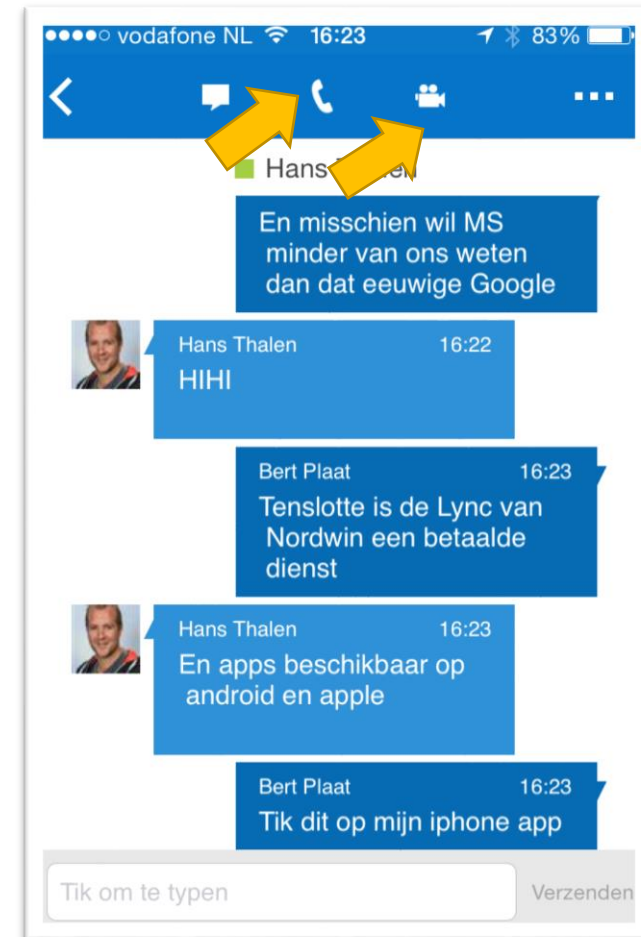 vodafone NL 16:23 83%
Hans Thalen
En misschien wil MS
minder van ons weten
dan dat eeuwige Google
Hans Thalen 16:22
HIHI
Bert Plaat 16:23
Tenslotte is de Lync van
Nordwin een betaalde
dienst
Hans Thalen 16:23
En apps beschikbaar op
android en apple
Bert Plaat 16:23
Tik dit op mijn iphone app
Tik om te typen Verzenden